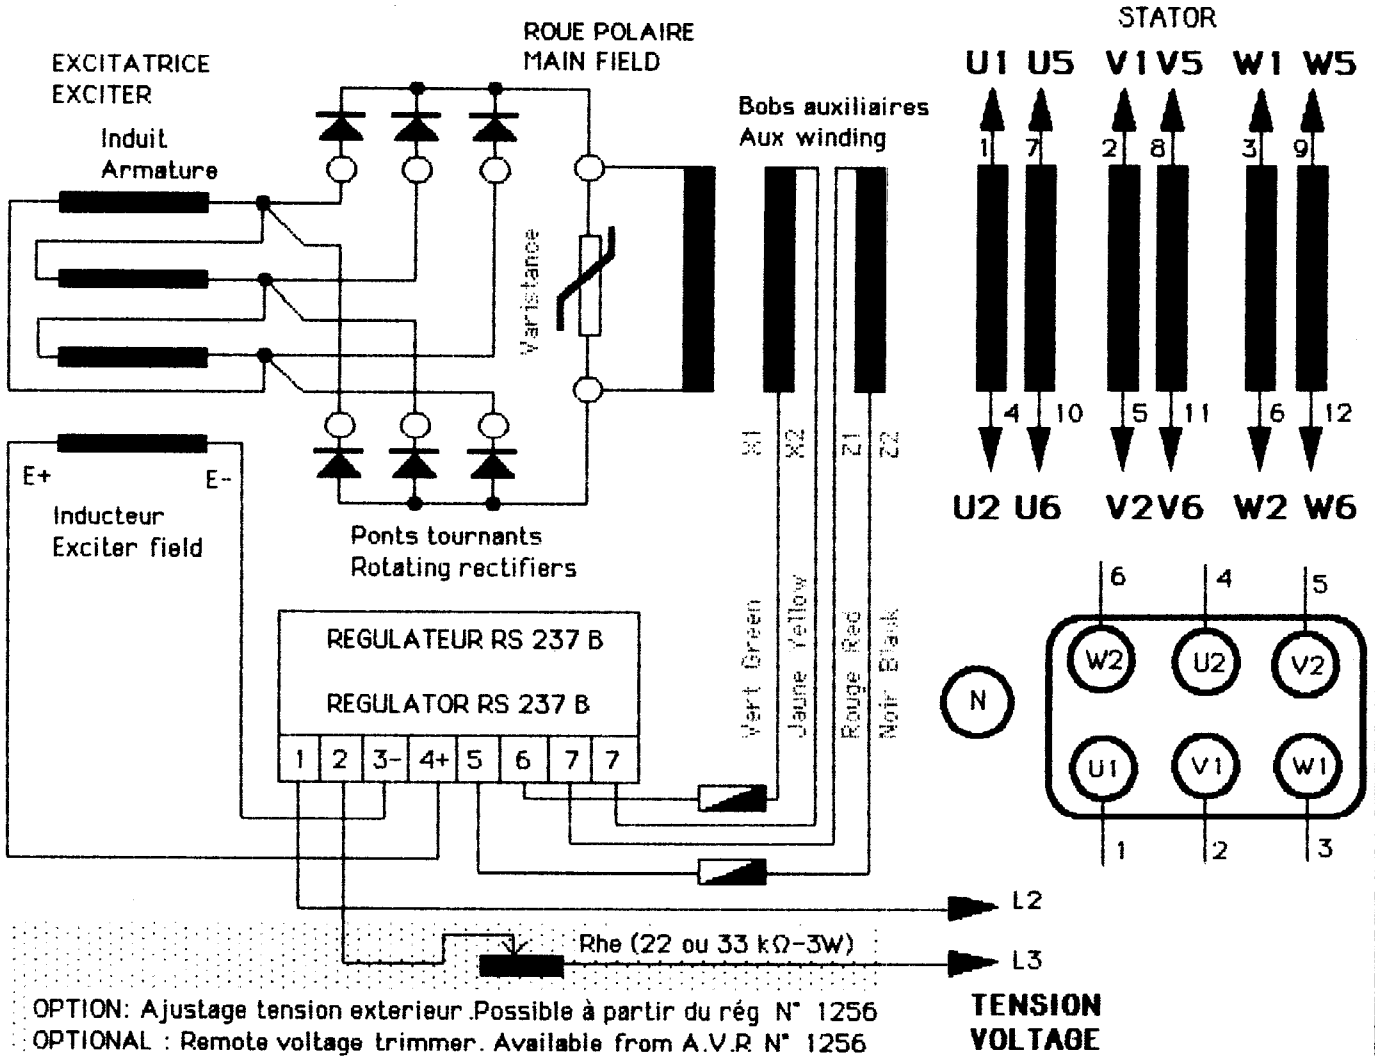 STATOR
ROUE POLAIRE
MAIN FIELD
EXCITATRICE
EXCITER
U1 U5 V1 V5 W1 W5
Bobs auxiliaires
Aux winding
Induit
Armature
1 7 2 8 3 9
Varistance
4 10 5 11 6 12
X1 X2 Z1 Z2
E+ E-
U2 U6 V2 V6 W2 W6
Inducteur
Exciter field
Ponts tournants
Rotating rectifiers
6 4 5
Vert Green
Jaune Yellow
Rouge Red
Noir Black
REGULATEUR RS 237 B
REGULATOR RS 237 B
W2 U2 V2
N
1 2 3- 4+ 5 6 7 7
U1 V1 W1
1 2 3
L2
Rhe (22 ou 33 kΩ-3W)
L3
OPTION: Ajustage tension exterieur.Possible à partir du rég N° 1256
OPTIONAL : Remote voltage trimmer. Available from A.V.R N° 1256
TENSION
VOLTAGE